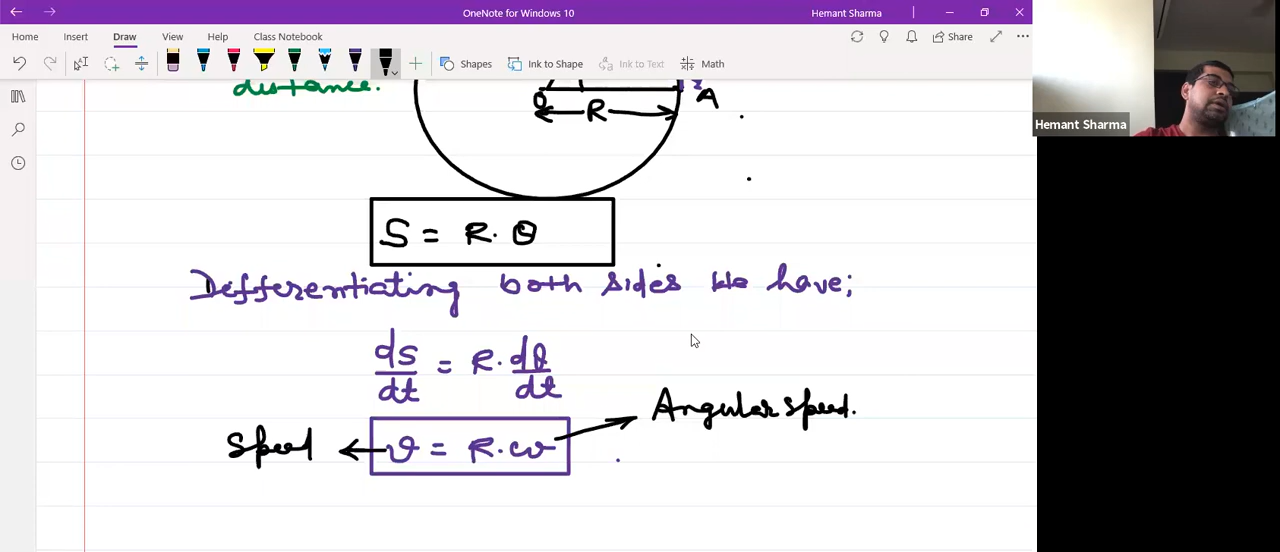 OneNote for Windows 10
Hemant Sharma
Home Insert Draw View Help Class Notebook
Share
Shapes Ink to Shape Ink to Text Math
distance.
O R A
S = R. θ
Differentiating both sides We have;
ds/dt = R. dθ/dt
Angular speed.
Speed v = R. ω
Hemant Sharma